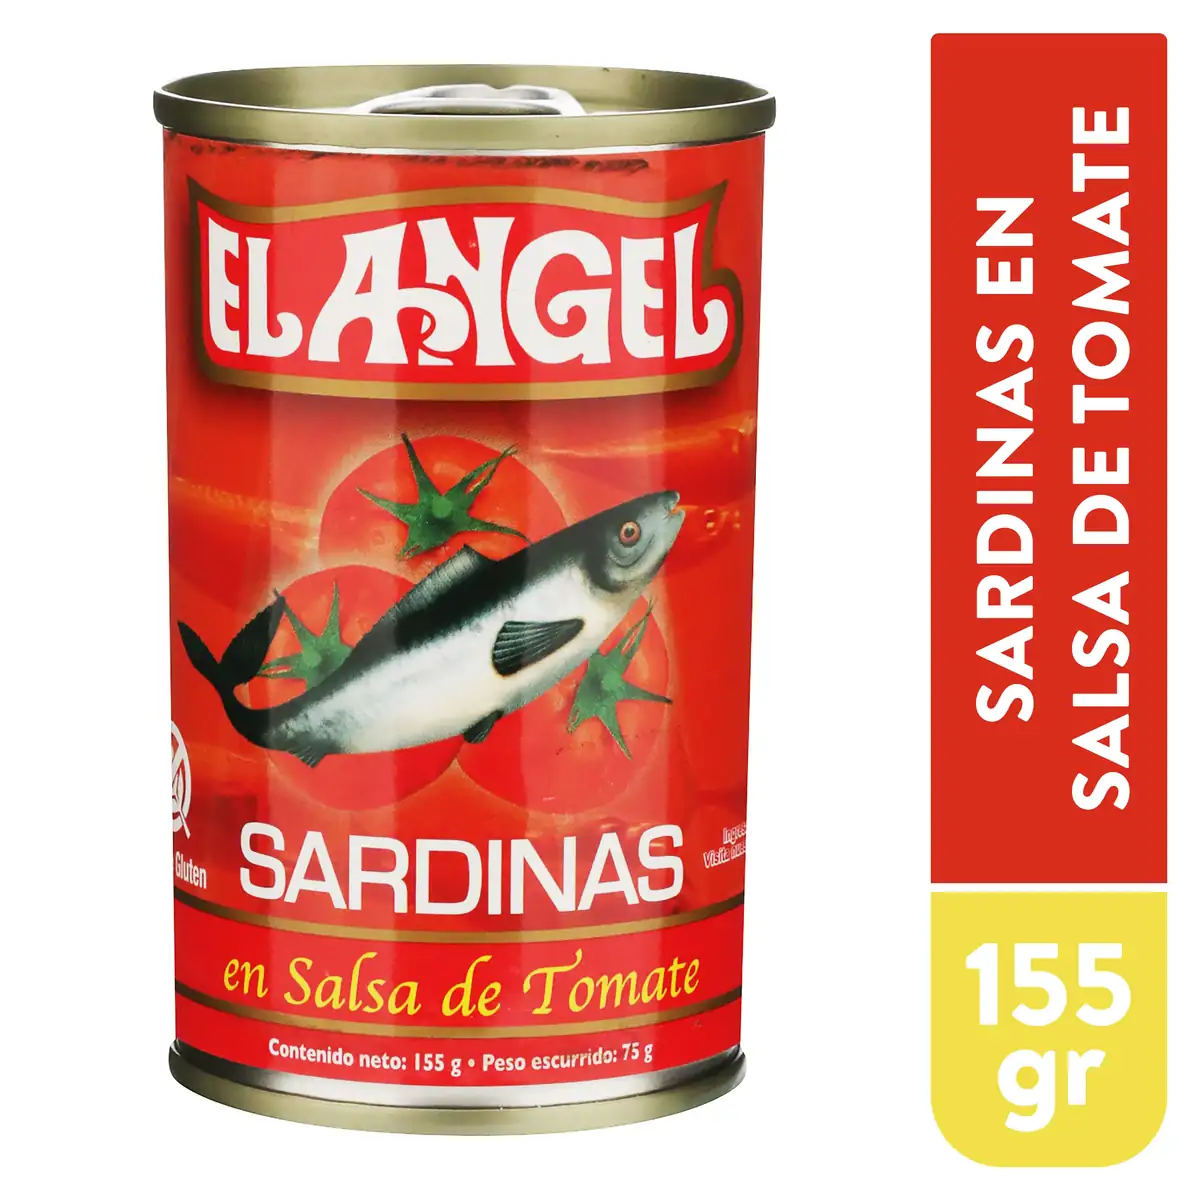 EL ANGEL
Gluten
SARDINAS
en Salsa de Tomate
Contenido neto: 155 g • Peso escurrido: 75 g
SARDINAS EN
SALSA DE TOMATE
155
gr